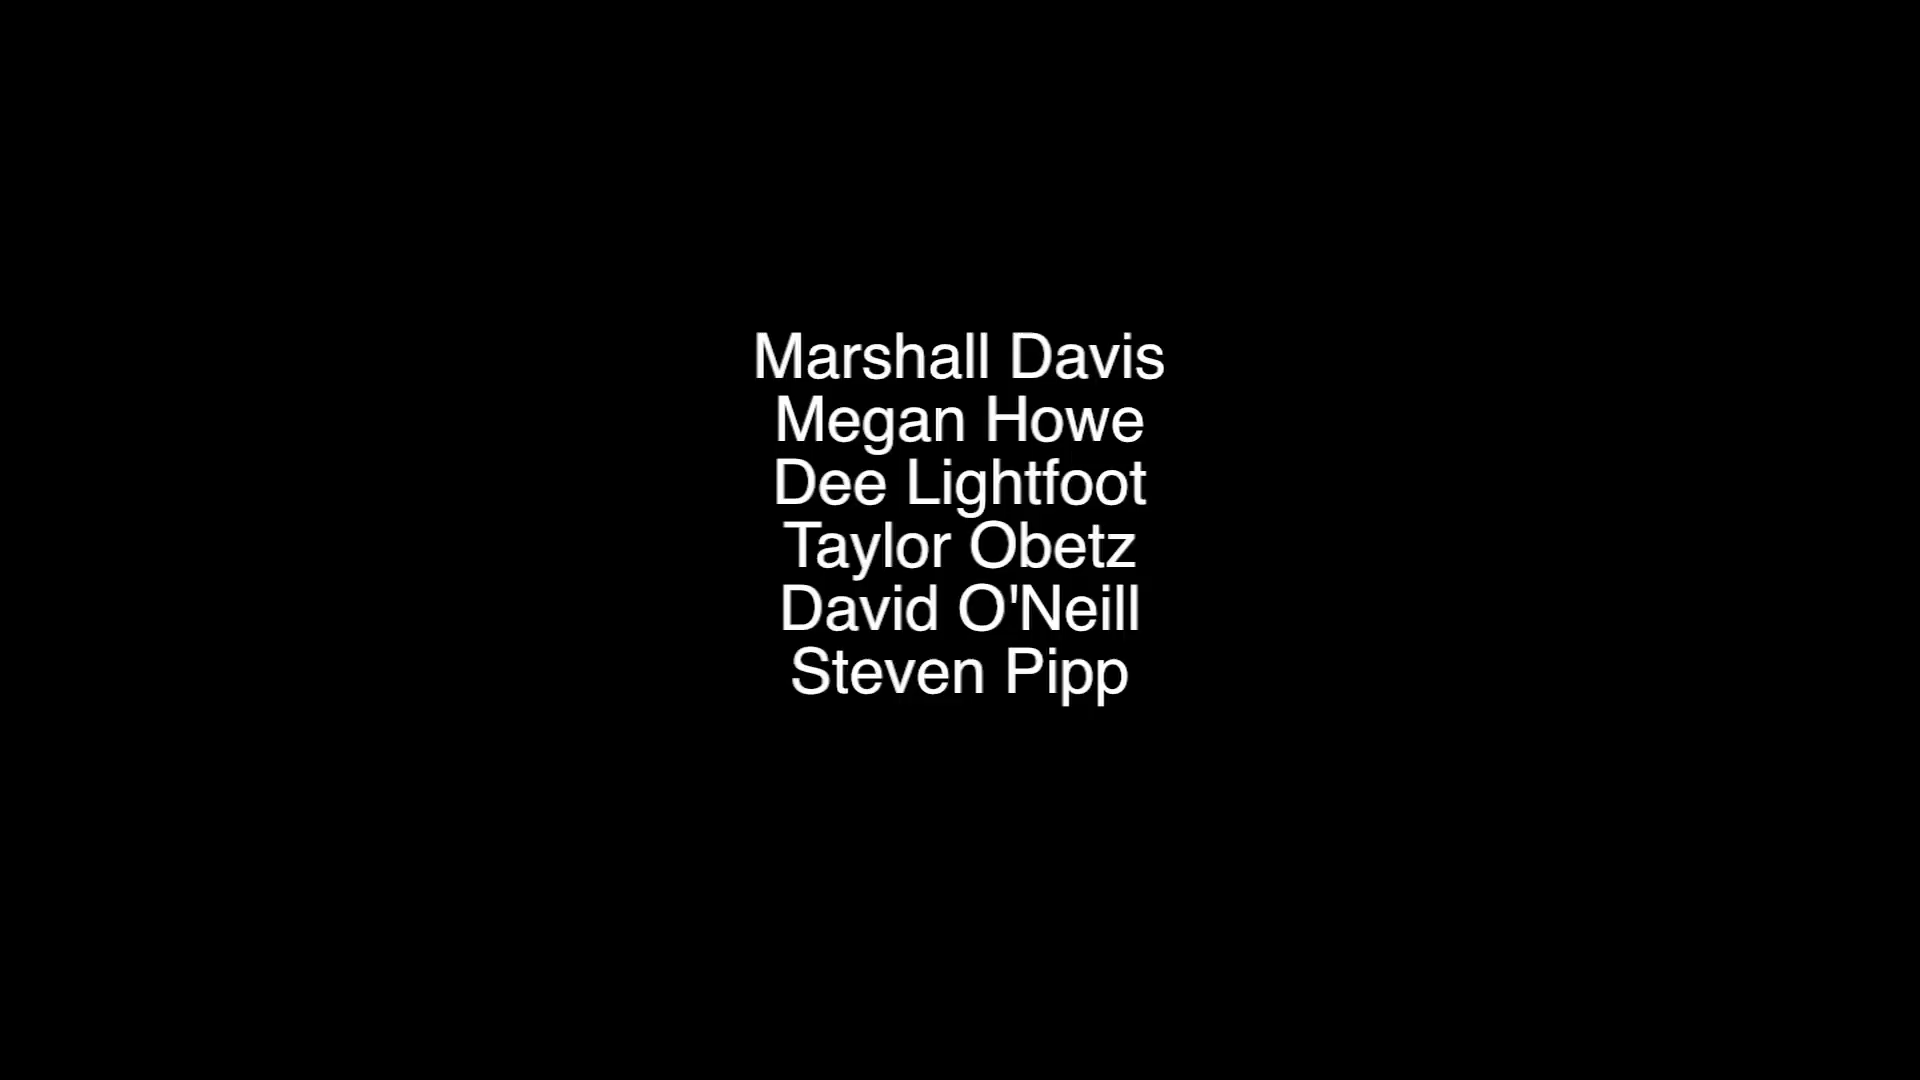 Marshall Davis
Megan Howe
Dee Lightfoot
Taylor Obetz
David O'Neill
Steven Pipp